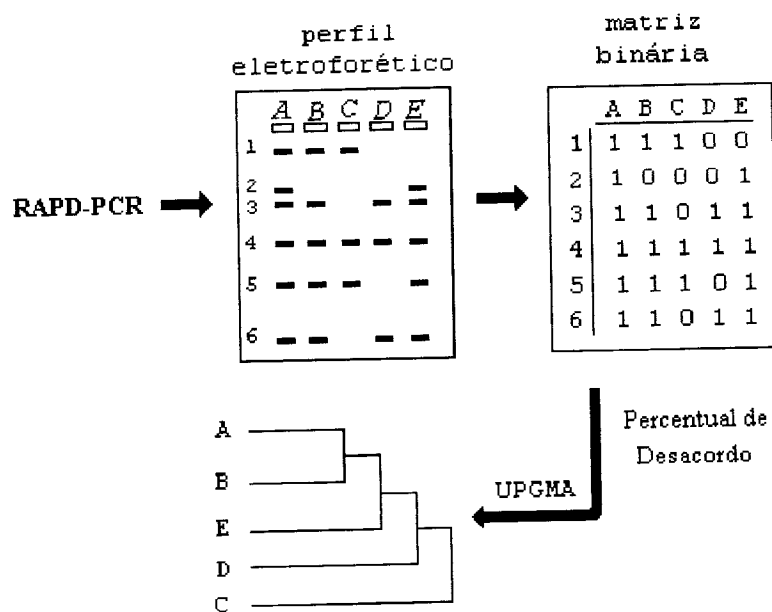 perfil
eletroforético
matriz
binária
A B C D E
1
2
3
4
5
6
A B C D E
1 1 1 1 0 0
2 1 0 0 0 1
3 1 1 0 1 1
4 1 1 1 1 1
5 1 1 1 0 1
6 1 1 0 1 1
RAPD-PCR
Percentual de
Desacordo
UPGMA
A
B
E
D
C